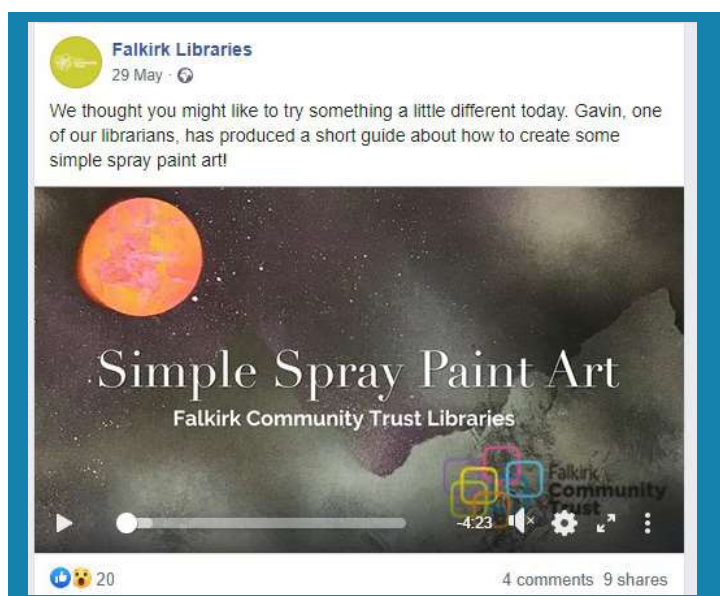 Falkirk Libraries
29 May ·
We thought you might like to try something a little different today. Gavin, one
of our librarians, has produced a short guide about how to create some
simple spray paint art!
Simple Spray Paint Art
Falkirk Community Trust Libraries
Falkirk
Community
Trust
-4:23
20
4 comments 9 shares